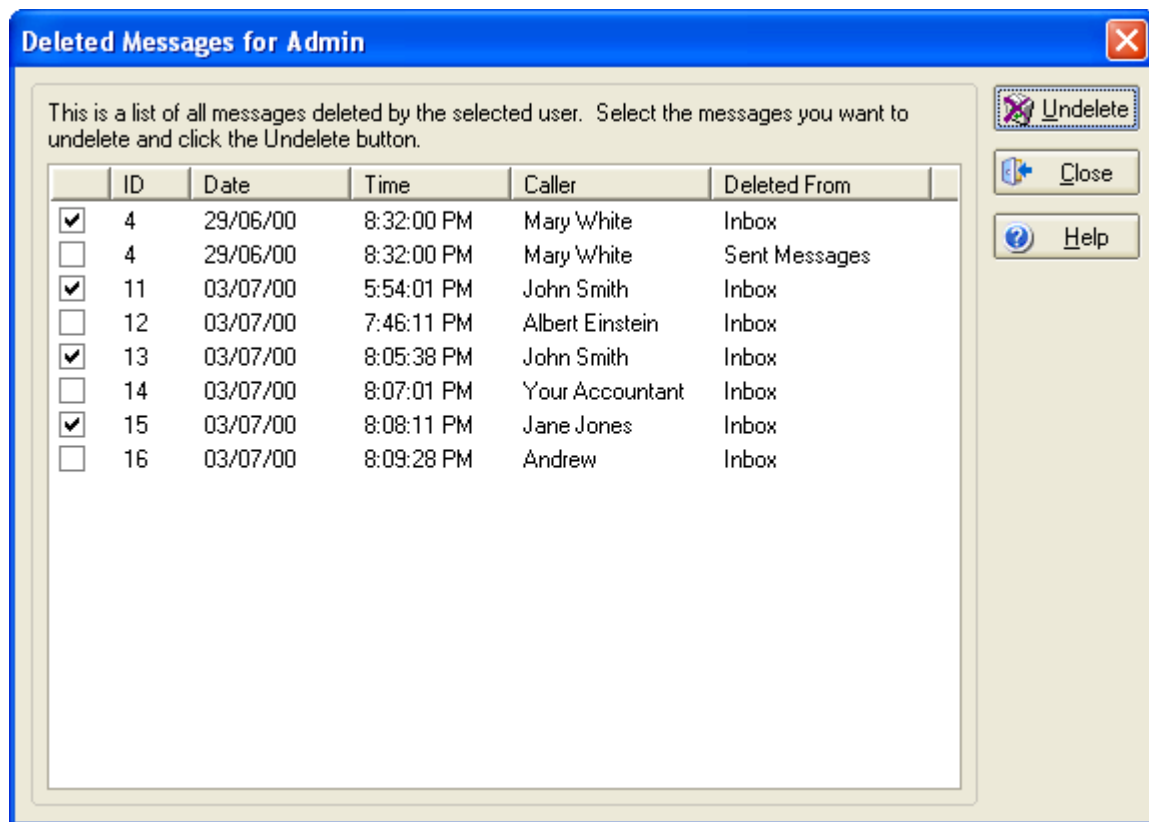 Deleted Messages for Admin
This is a list of all messages deleted by the selected user.  Select the messages you want to
undelete and click the Undelete button.
Undelete
Close
Help
ID Date Time Caller Deleted From
4 29/06/00 8:32:00 PM Mary White Inbox
4 29/06/00 8:32:00 PM Mary White Sent Messages
11 03/07/00 5:54:01 PM John Smith Inbox
12 03/07/00 7:46:11 PM Albert Einstein Inbox
13 03/07/00 8:05:38 PM John Smith Inbox
14 03/07/00 8:07:01 PM Your Accountant Inbox
15 03/07/00 8:08:11 PM Jane Jones Inbox
16 03/07/00 8:09:28 PM Andrew Inbox